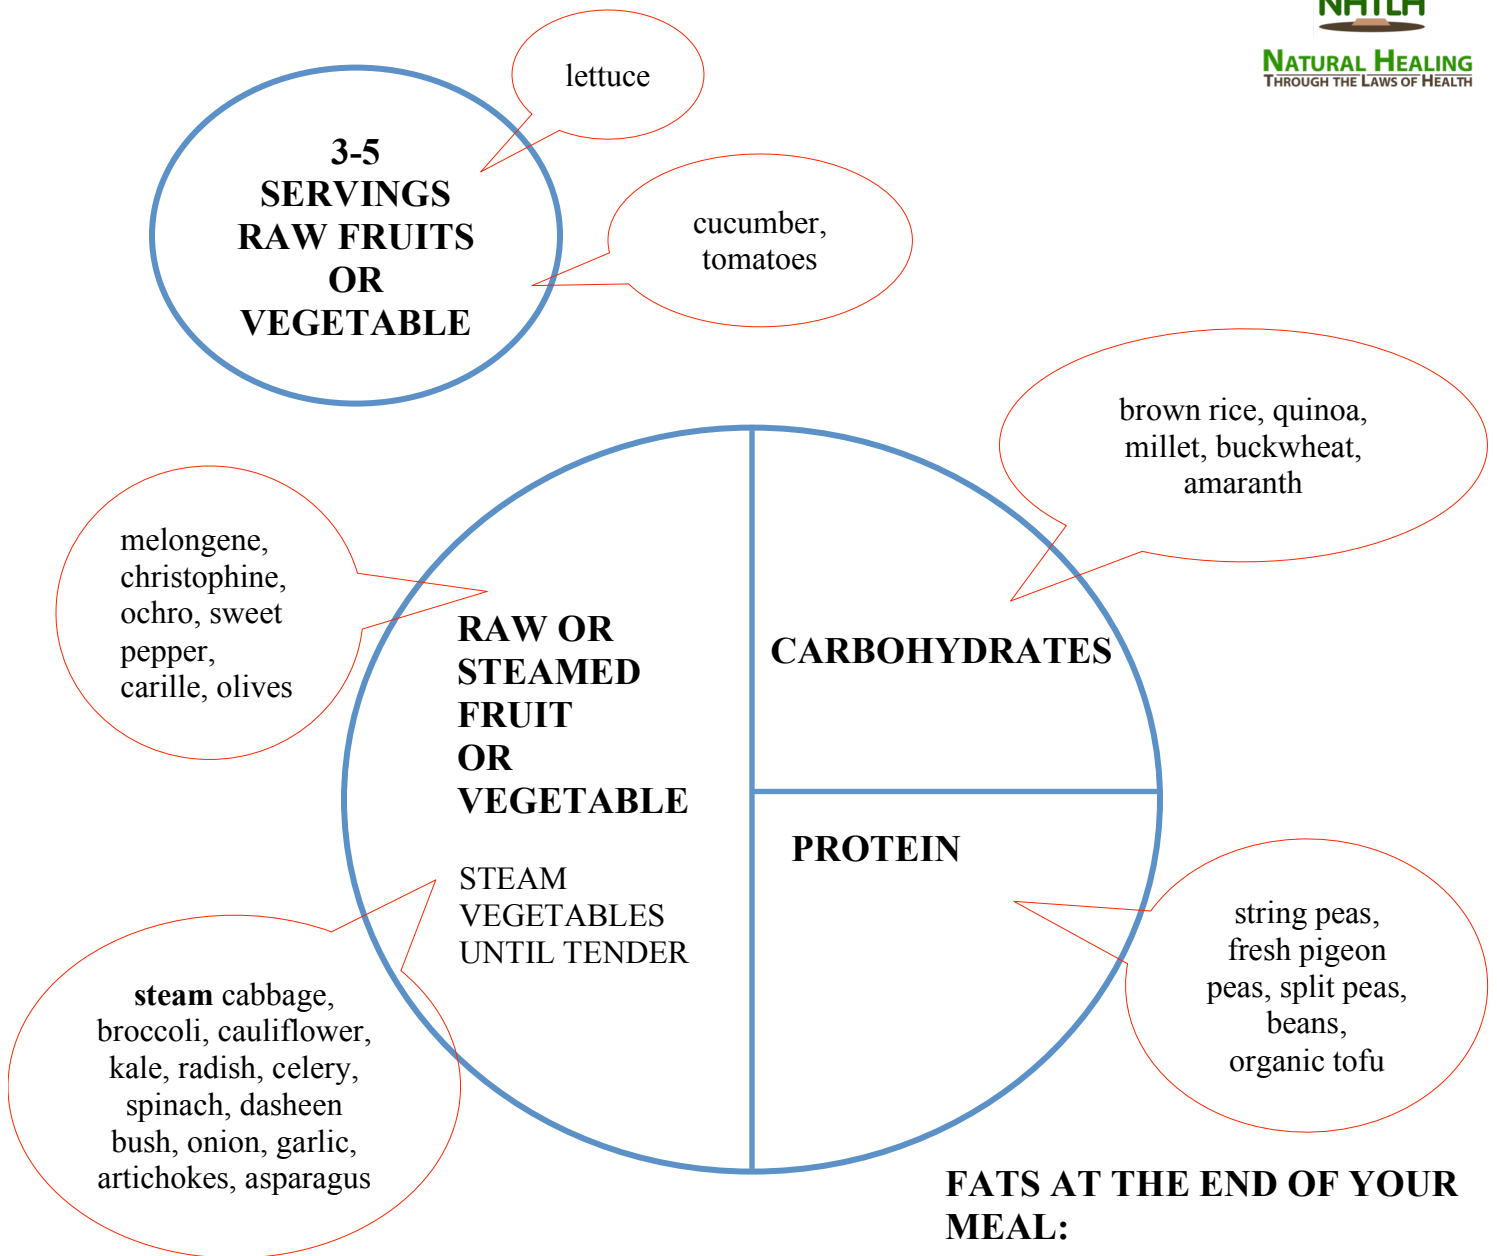 NHTLH
NATURAL HEALING
THROUGH THE LAWS OF HEALTH
lettuce
3-5
SERVINGS
RAW FRUITS
OR
VEGETABLE
cucumber,
tomatoes
brown rice, quinoa,
millet, buckwheat,
amaranth
melongene,
christophine,
ochro, sweet
pepper,
carille, olives
RAW OR
STEAMED
FRUIT
OR
VEGETABLE
STEAM
VEGETABLES
UNTIL TENDER
CARBOHYDRATES
PROTEIN
string peas,
fresh pigeon
peas, split peas,
beans,
organic tofu
steam cabbage,
broccoli, cauliflower,
kale, radish, celery,
spinach, dasheen
bush, onion, garlic,
artichokes, asparagus
FATS AT THE END OF YOUR
MEAL: